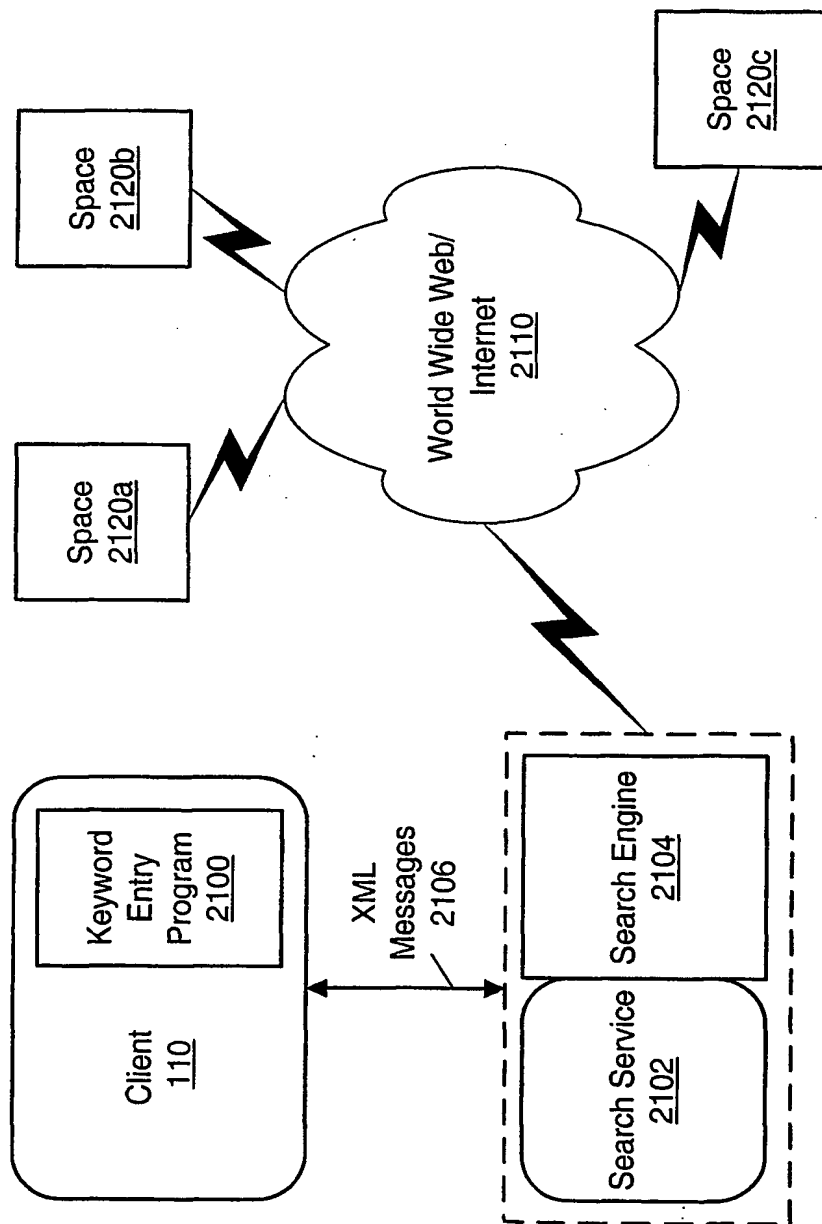 Client
110
Keyword
Entry
Program
2100
XML
Messages
2106
Search Service
2102
Search Engine
2104
World Wide Web/
Internet
2110
Space
2120a
Space
2120b
Space
2120c